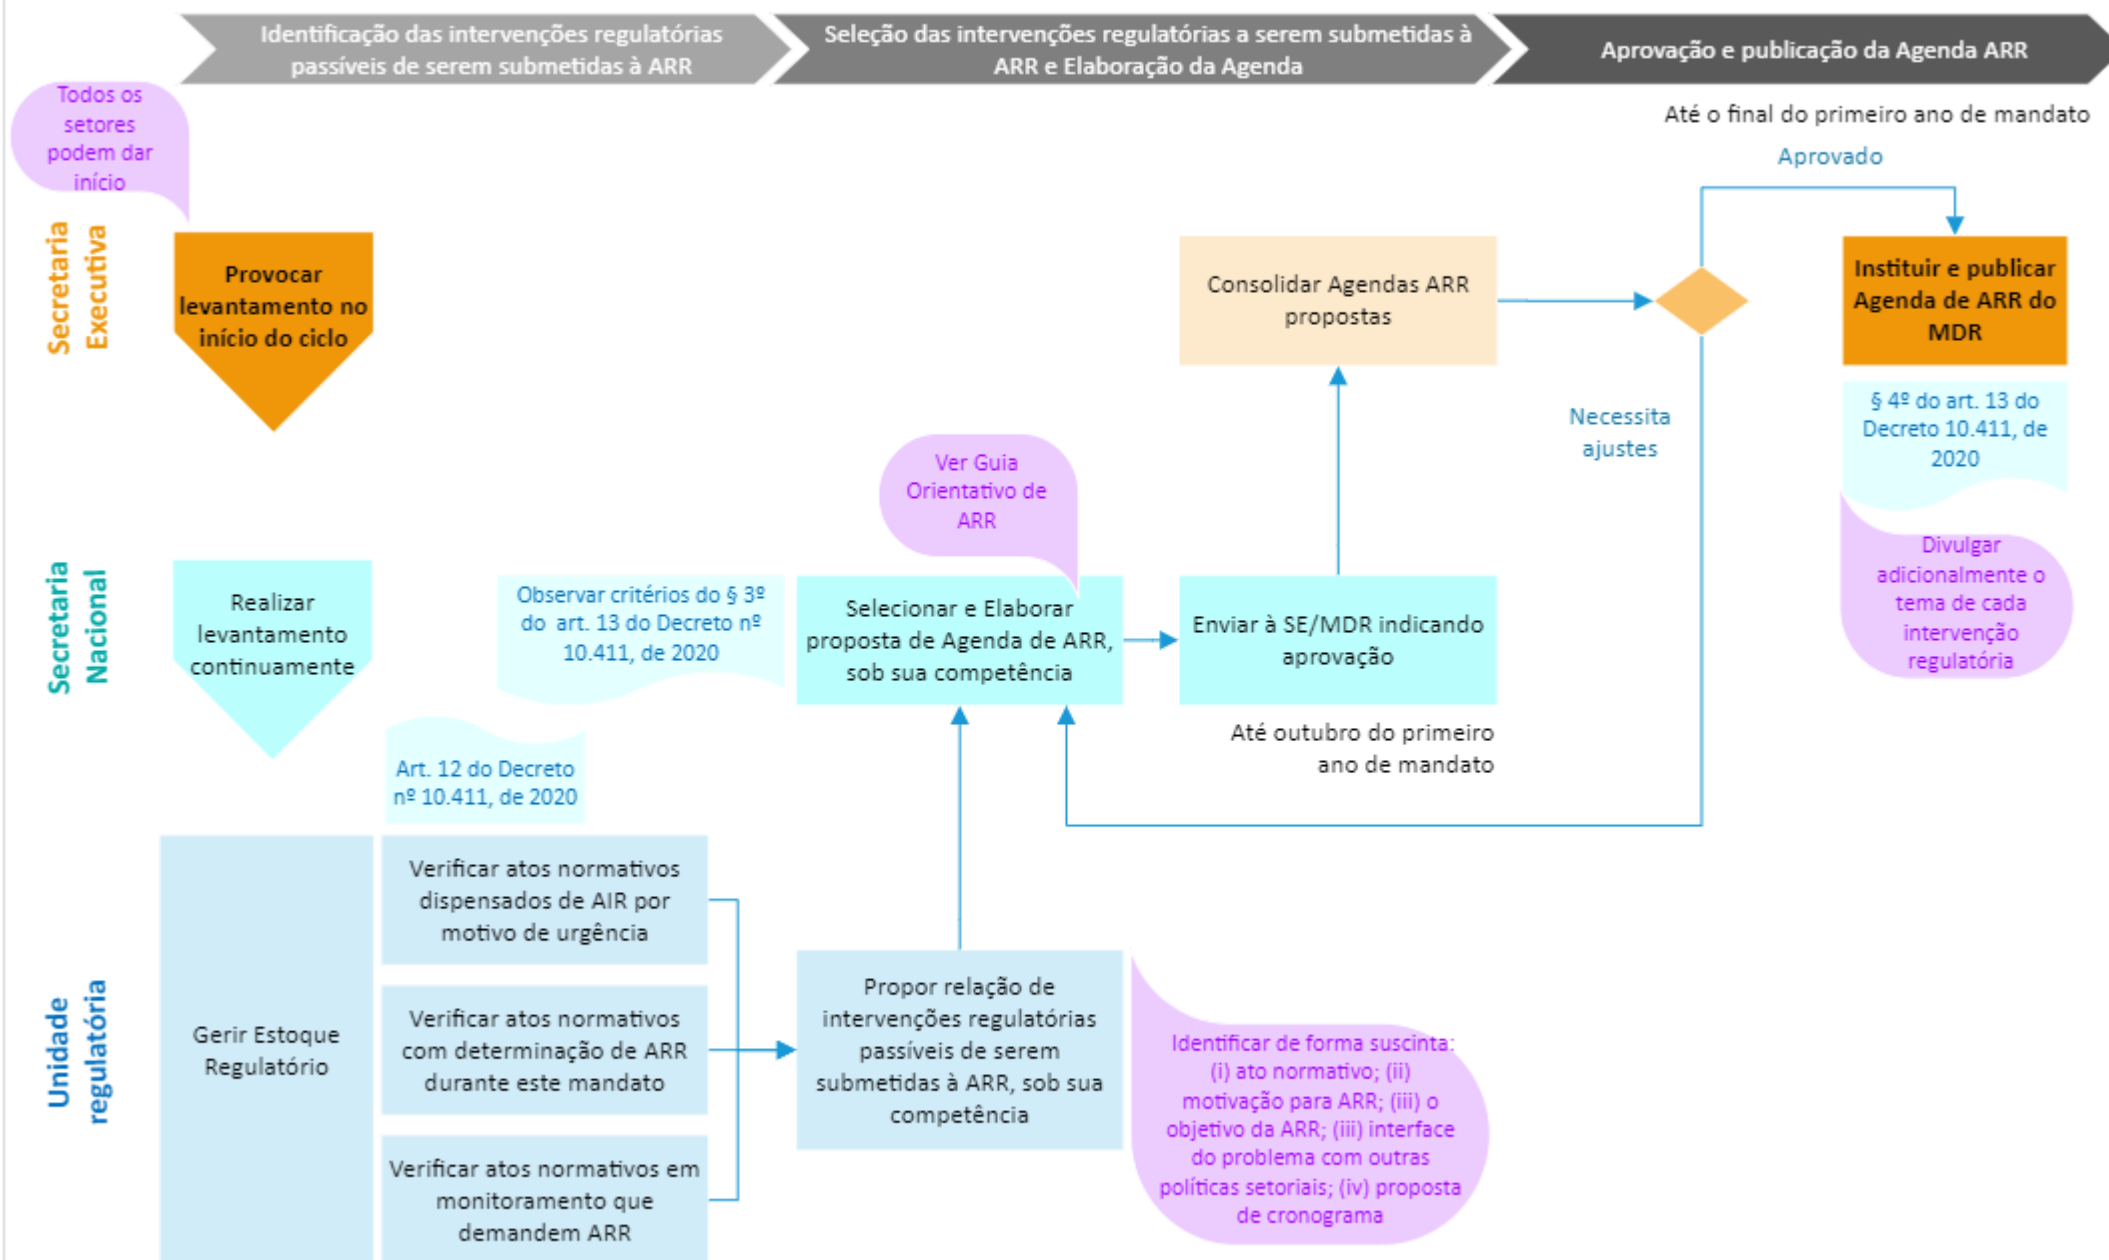 Identificação das intervenções regulatórias
passíveis de serem submetidas à ARR
Seleção das intervenções regulatórias a serem submetidas à
ARR e Elaboração da Agenda
Aprovação e publicação da Agenda ARR
Todos os
setores
podem dar
início
Até o final do primeiro ano de mandato
Aprovado
Secretaria
Executiva
Provocar
levantamento no
início do ciclo
Consolidar Agendas ARR
propostas
Instituir e publicar
Agenda de ARR do
MDR
Necessita
ajustes
§ 4º do art. 13 do
Decreto 10.411, de
2020
Ver Guia
Orientativo de
ARR
Divulgar
adicionalmente o
tema de cada
intervenção
regulatória
Secretaria
Nacional
Realizar
levantamento
continuamente
Observar critérios do § 3º
do art. 13 do Decreto nº
10.411, de 2020
Selecionar e Elaborar
proposta de Agenda de ARR,
sob sua competência
Enviar à SE/MDR indicando
aprovação
Até outubro do primeiro
ano de mandato
Art. 12 do Decreto
nº 10.411, de 2020
Unidade
regulatória
Gerir Estoque
Regulatório
Verificar atos normativos
dispensados de AIR por
motivo de urgência
Verificar atos normativos
com determinação de ARR
durante este mandato
Verificar atos normativos em
monitoramento que
demandem ARR
Propor relação de
intervenções regulatórias
passíveis de serem
submetidas à ARR, sob sua
competência
Identificar de forma suscinta:
(i) ato normativo; (ii)
motivação para ARR; (iii) o
objetivo da ARR; (iii) interface
do problema com outras
políticas setoriais; (iv) proposta
de cronograma